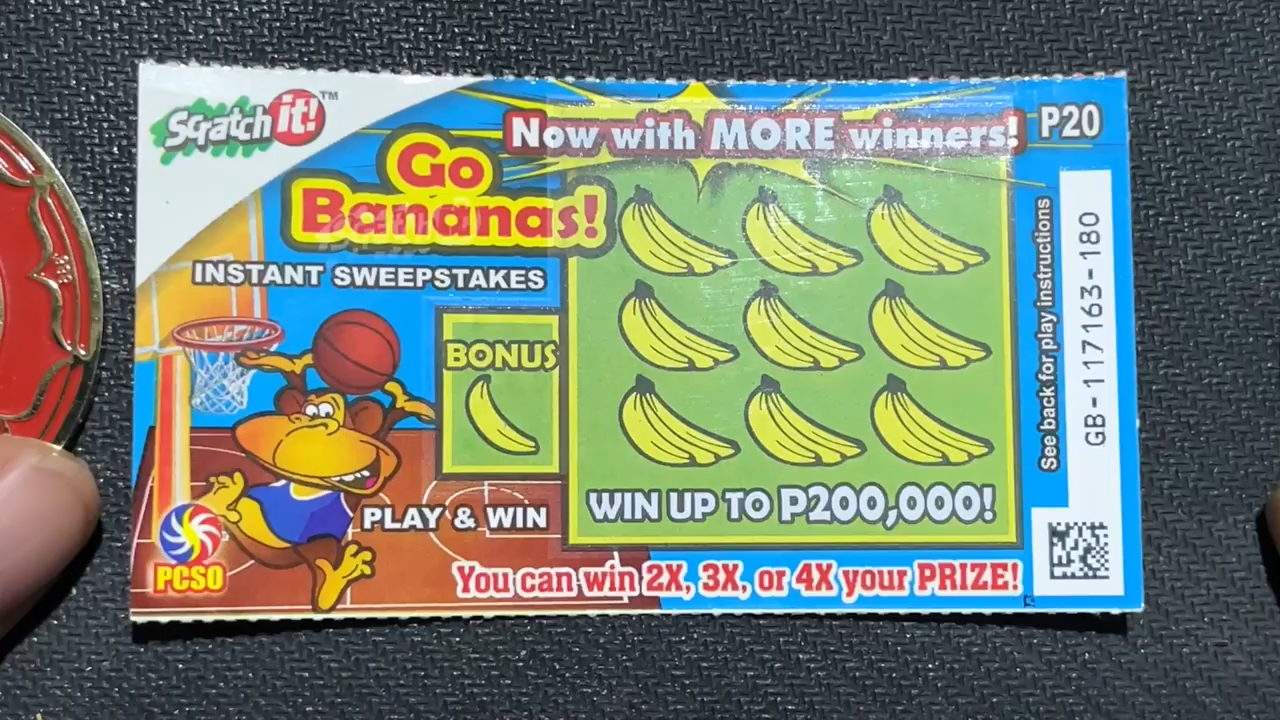 Scratch it!™
Now with MORE winners!
P20
Go
Bananas!
INSTANT SWEEPSTAKES
BONUS
WIN UP TO P200,000!
PLAY & WIN
PCSO
You can win 2X, 3X, or 4X your PRIZE!
See back for play instructions
GB-117163-180